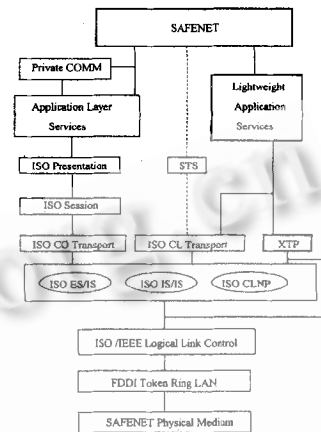 SAFENET
Private COMM
Lightweight
Application
Services
Application Layer
Services
ISO Presentation
STS
ISO Session
ISO CO Transport
ISO CL Transport
XTP
ISO ES/IS
ISO IS/IS
ISO CLNP
ISO /IEEE Logical Link Control
FDDI Token Ring LAN
SAFENET Physical Medium